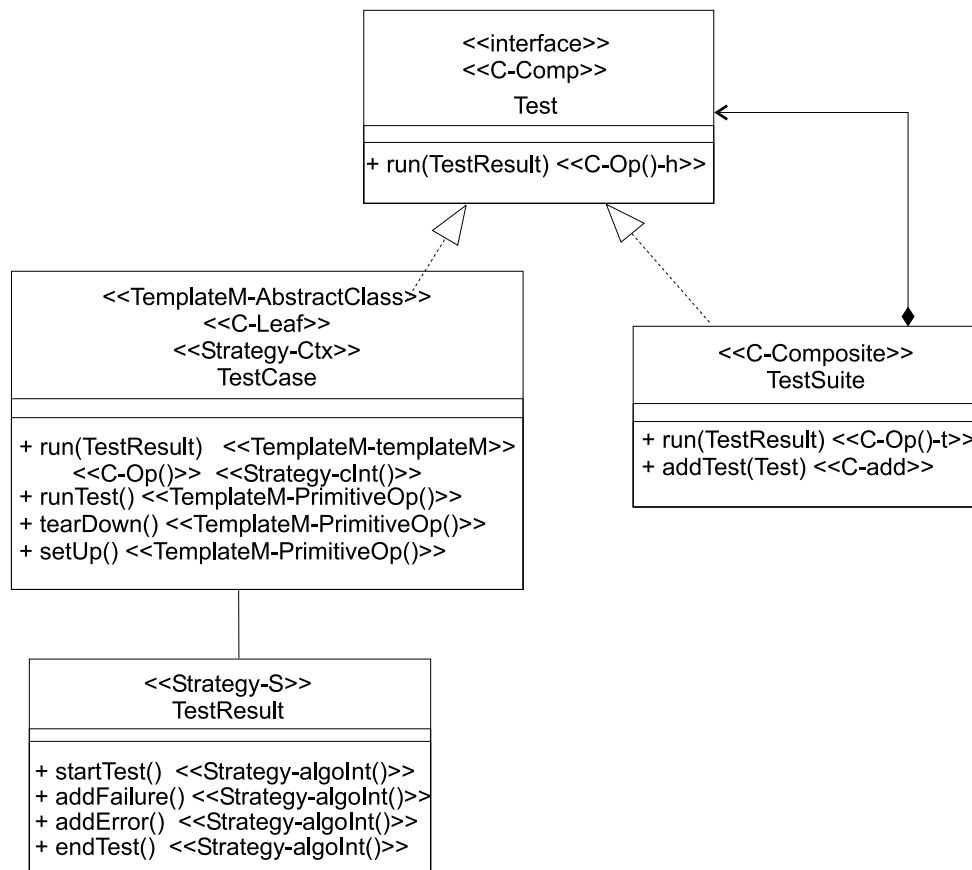 <<interface>>
<<C-Comp>>
Test
+ run(TestResult) <<C-Op()-h>>
<<TemplateM-AbstractClass>>
<<C-Leaf>>
<<Strategy-Ctx>>
TestCase
+ run(TestResult) <<TemplateM-templateM>>
<<C-Op()>> <<Strategy-cInt()>>
+ runTest() <<TemplateM-PrimitiveOp()>>
+ tearDown() <<TemplateM-PrimitiveOp()>>
+ setUp() <<TemplateM-PrimitiveOp()>>
<<C-Composite>>
TestSuite
+ run(TestResult) <<C-Op()-t>>
+ addTest(Test) <<C-add>>
<<Strategy-S>>
TestResult
+ startTest() <<Strategy-algoInt()>>
+ addFailure() <<Strategy-algoInt()>>
+ addError() <<Strategy-algoInt()>>
+ endTest() <<Strategy-algoInt()>>